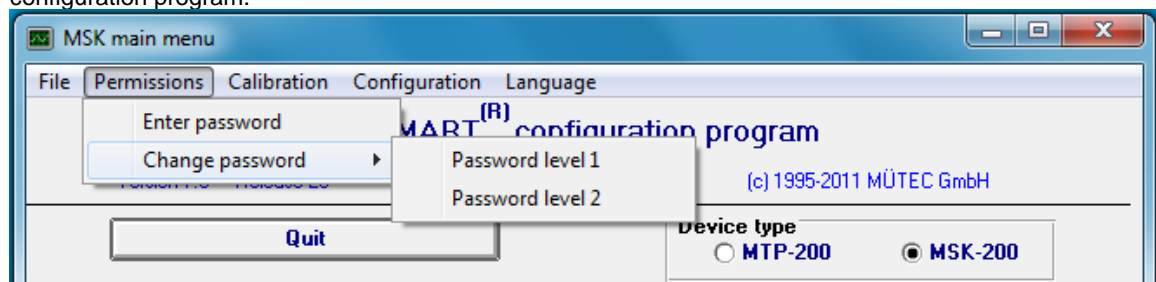 configuration program.
MSK main menu
File Permissions Calibration Configuration Language
Enter password
MART(R) configuration program
Change password
Password level 1
(c) 1995-2011 MÜTEC GmbH
Password level 2
Quit
Device type
MTP-200 MSK-200